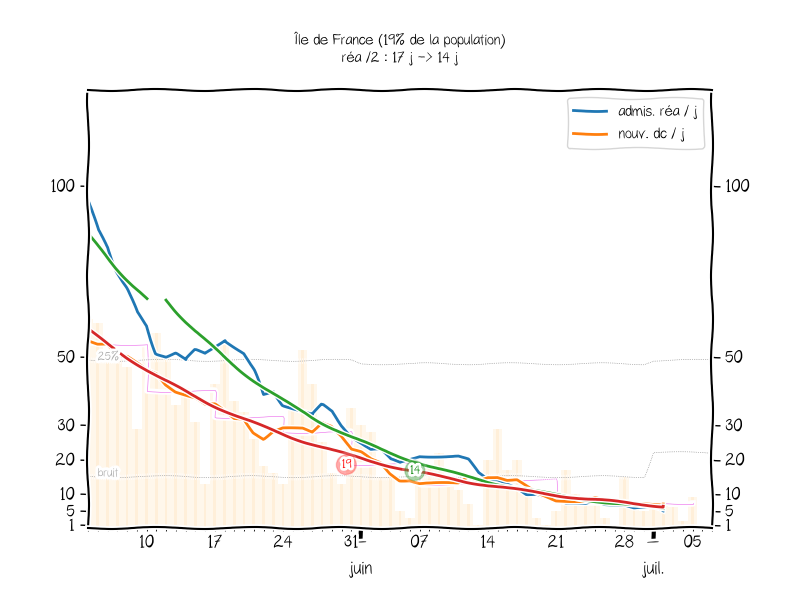 Île de France (19% de la population)
réa /2 : 17 j -> 14 j
admis. réa / j
nouv. dc / j
100 100
50 50
25%
30 30
20 20
19 14
bruit
10 10
5 5
1 1
10 17 24 31 07 14 21 28 05
juin juil.